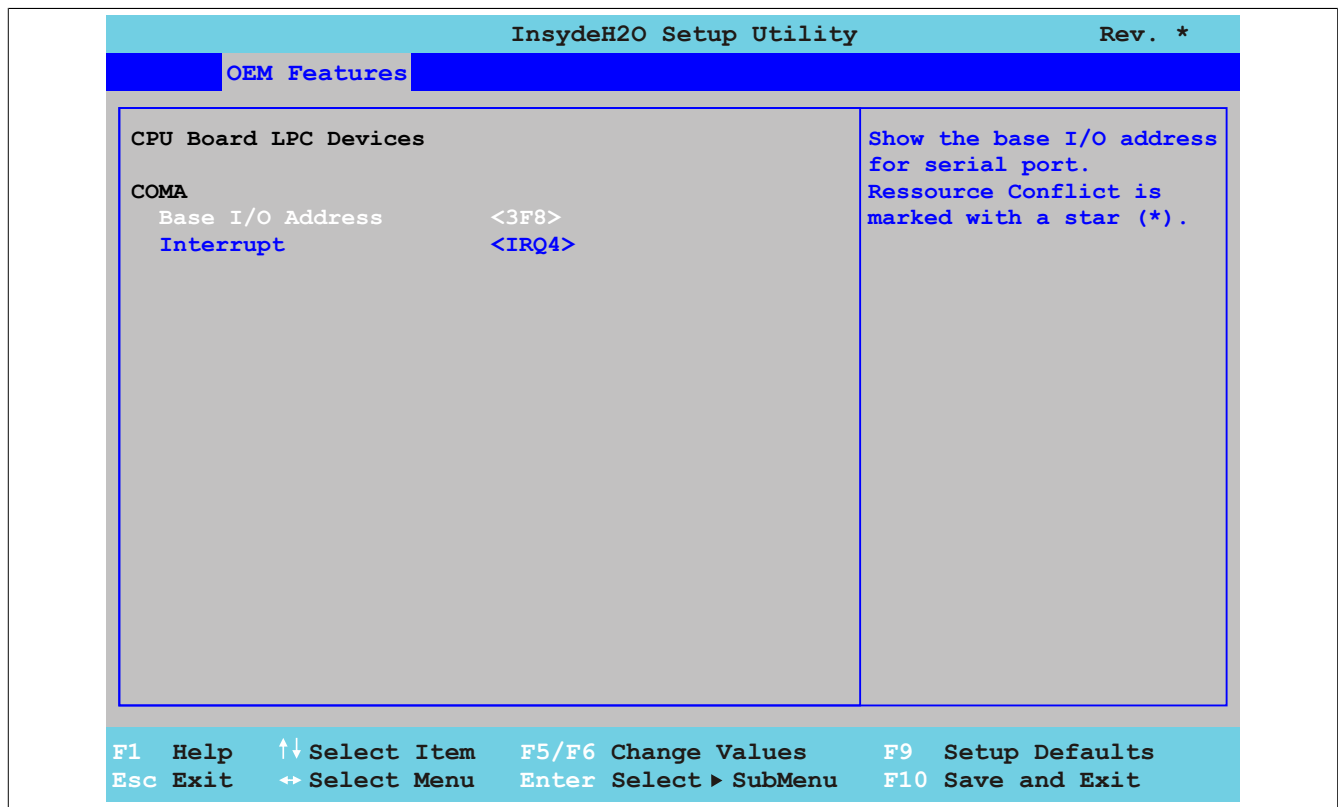 InsydeH2O Setup Utility Rev. *
OEM Features
CPU Board LPC Devices
COMA
Base I/O Address <3F8>
Interrupt <IRQ4>
Show the base I/O address
for serial port.
Ressource Conflict is
marked with a star (*).
F1 Help ↑↓ Select Item F5/F6 Change Values F9 Setup Defaults
Esc Exit ↔ Select Menu Enter Select ▶ SubMenu F10 Save and Exit